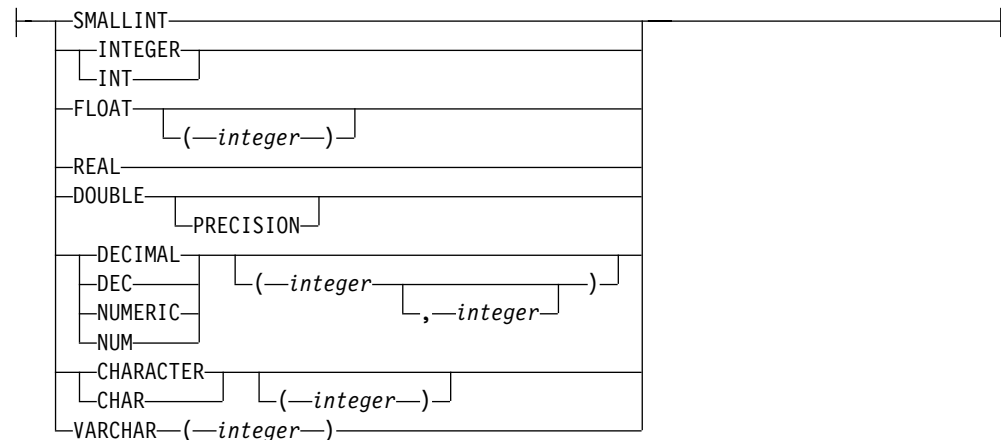 SMALLINT
INTEGER
INT
FLOAT
( integer )
REAL
DOUBLE
PRECISION
DECIMAL
DEC
NUMERIC
NUM
( integer )
, integer
CHARACTER
CHAR
( integer )
VARCHAR ( integer )